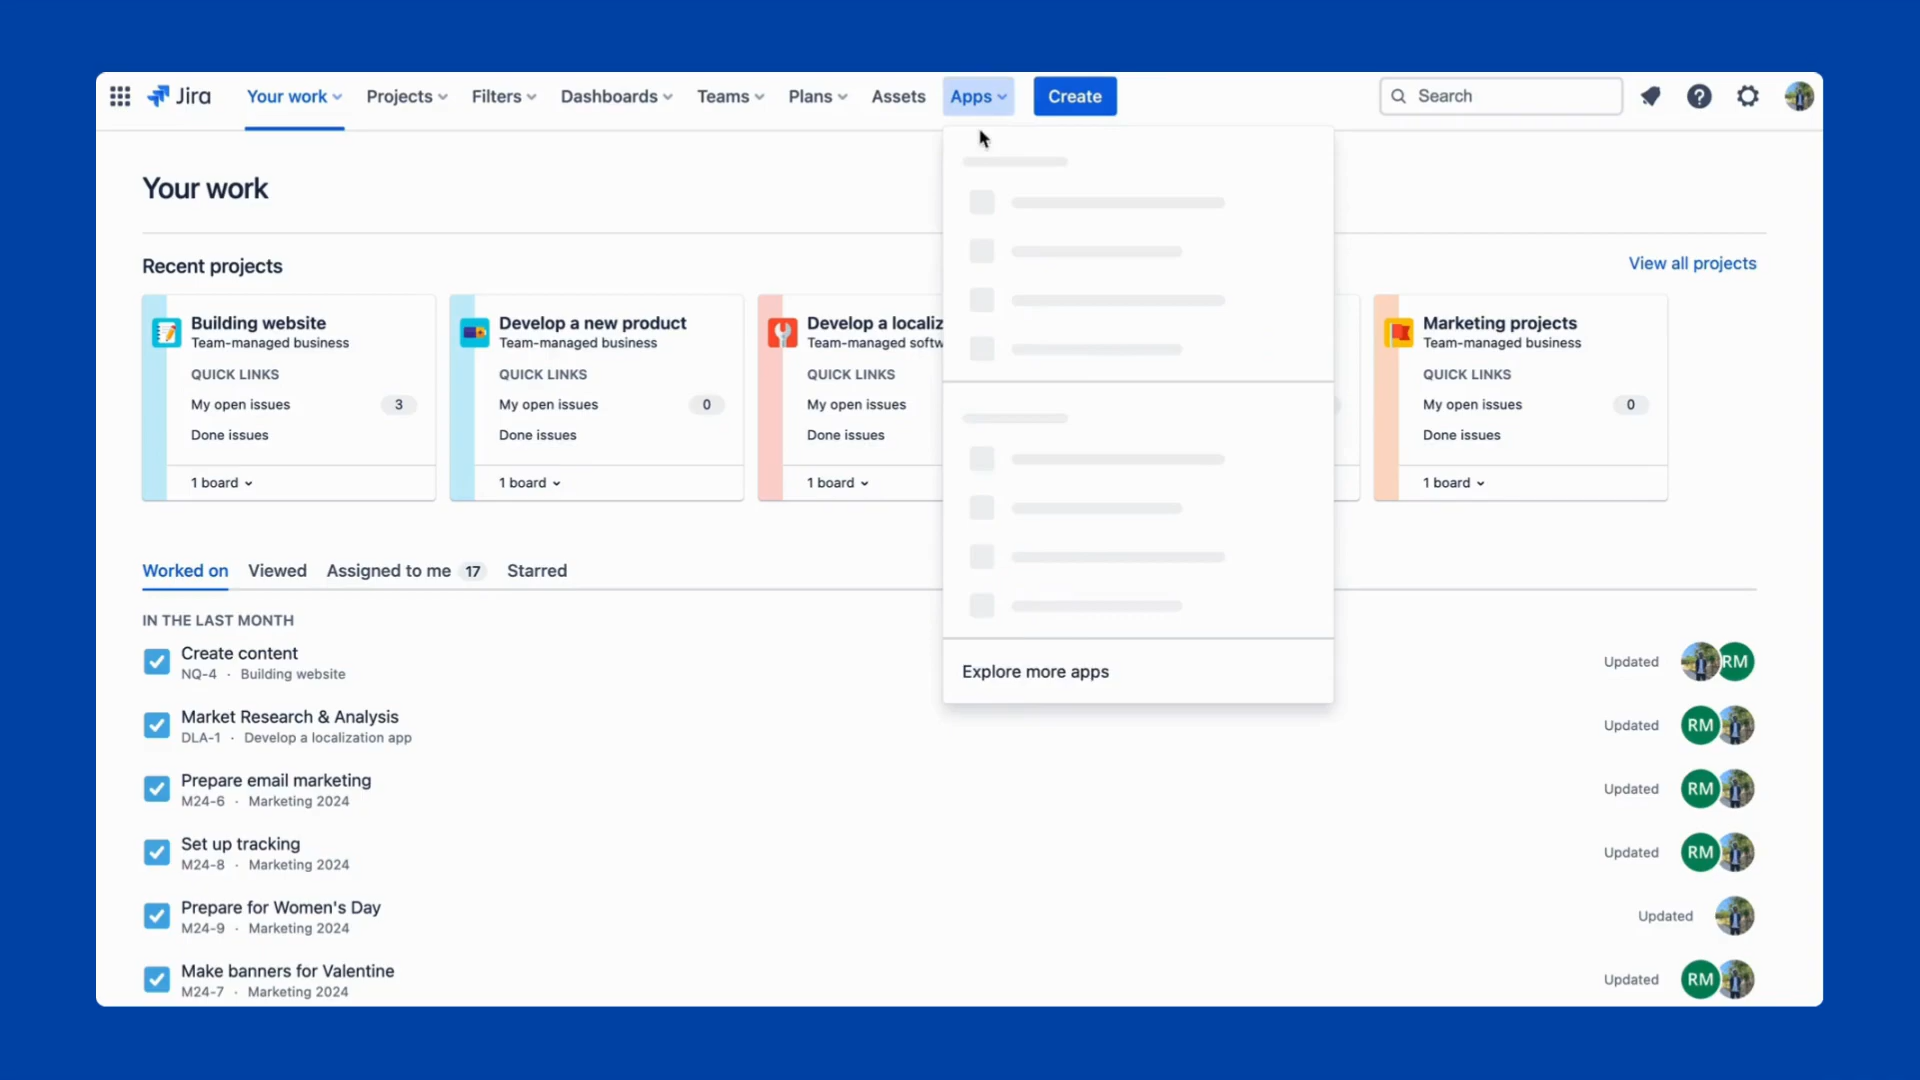 Jira Your work Projects Filters Dashboards Teams Plans Assets Apps Create Search
Your work
Recent projects View all projects
Building website
Team-managed business
QUICK LINKS
My open issues 3
Done issues
1 board
Develop a new product
Team-managed business
QUICK LINKS
My open issues 0
Done issues
1 board
Develop a localiz
Team-managed softw
QUICK LINKS
My open issues
Done issues
1 board
Marketing projects
Team-managed business
QUICK LINKS
My open issues 0
Done issues
1 board
Explore more apps
Worked on Viewed Assigned to me 17 Starred
IN THE LAST MONTH
Create content
NQ-4 · Building website
Updated RM
Market Research & Analysis
DLA-1 · Develop a localization app
Updated RM
Prepare email marketing
M24-6 · Marketing 2024
Updated RM
Set up tracking
M24-8 · Marketing 2024
Updated RM
Prepare for Women's Day
M24-9 · Marketing 2024
Updated
Make banners for Valentine
M24-7 · Marketing 2024
Updated RM